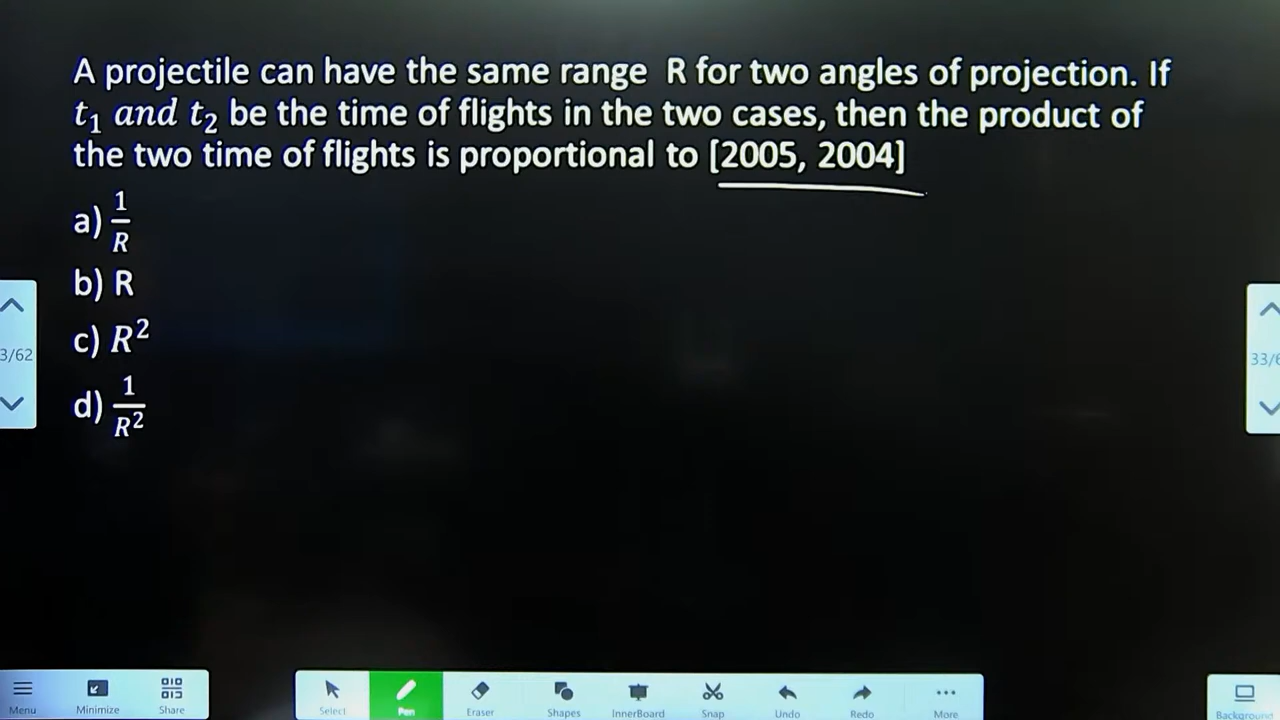 A projectile can have the same range R for two angles of projection. If
t₁ and t₂ be the time of flights in the two cases, then the product of
the two time of flights is proportional to [2005, 2004]
a) 1/R
b) R
c) R²
d) 1/R²
3/62
33/6
Menu
Minimize
Share
Select
Pen
Eraser
Shapes
InnerBoard
Snap
Undo
Redo
More
Background